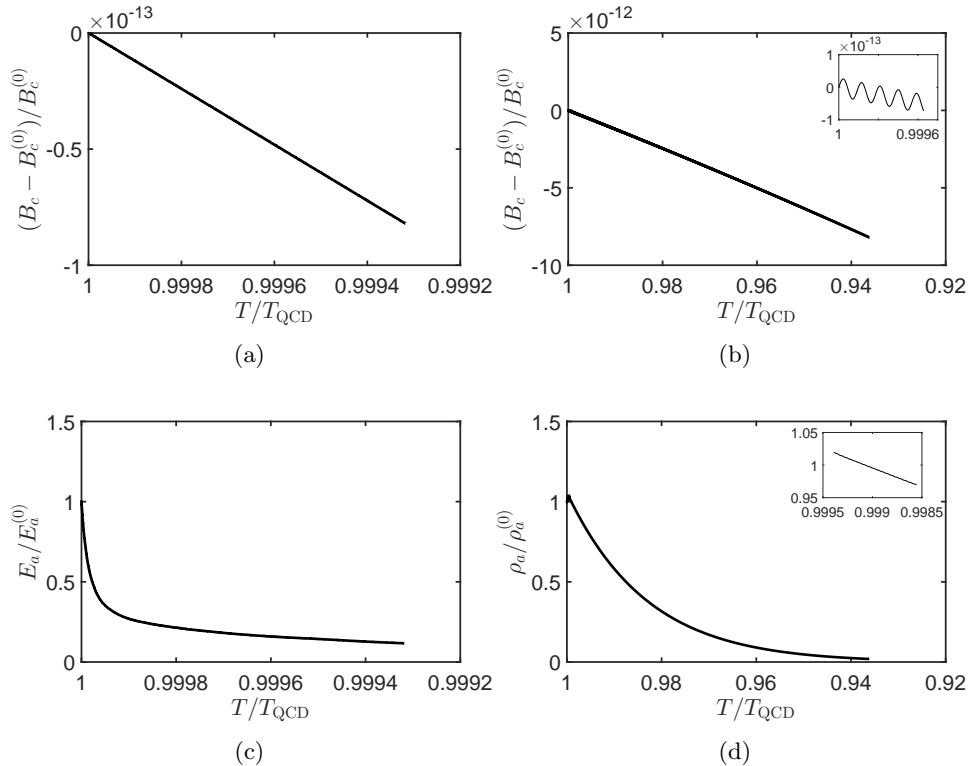 ×10⁻¹³
0
-0.5
-1
(B_c − B_c^(0))/B_c^(0)
1 0.9998 0.9996 0.9994 0.9992
T/T_QCD
(a)
×10⁻¹²
5
0
-5
-10
(B_c − B_c^(0))/B_c^(0)
×10⁻¹³
1
0
-1
1 0.9996
1 0.98 0.96 0.94 0.92
T/T_QCD
(b)
1.5
1
0.5
0
E_a/E_a^(0)
1 0.9998 0.9996 0.9994 0.9992
T/T_QCD
(c)
1.5
1
0.5
0
ρ_a/ρ_a^(0)
1.05
1
0.95
0.9995 0.999 0.9985
1 0.98 0.96 0.94 0.92
T/T_QCD
(d)